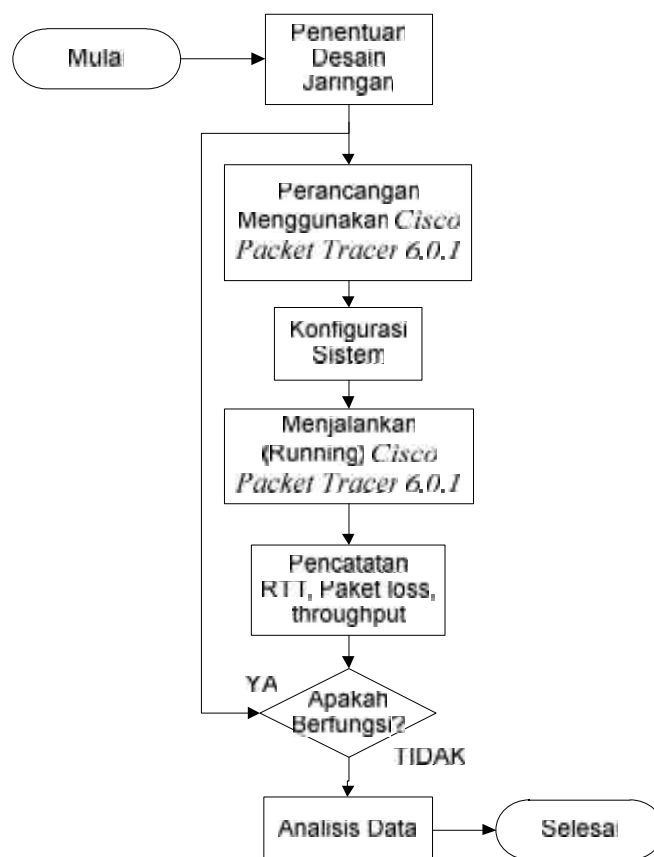 Mulai
Penentuan
Desain
Jaringan
Perancangan
Menggunakan Cisco
Packet Tracer 6.0.1
Konfigurasi
Sistem
Menjalankan
(Running) Cisco
Packet Tracer 6.0.1
Pencatatan
RTT, Paket loss,
throughput
YA
Apakah
Berfungsi?
TIDAK
Analisis Data
Selesai